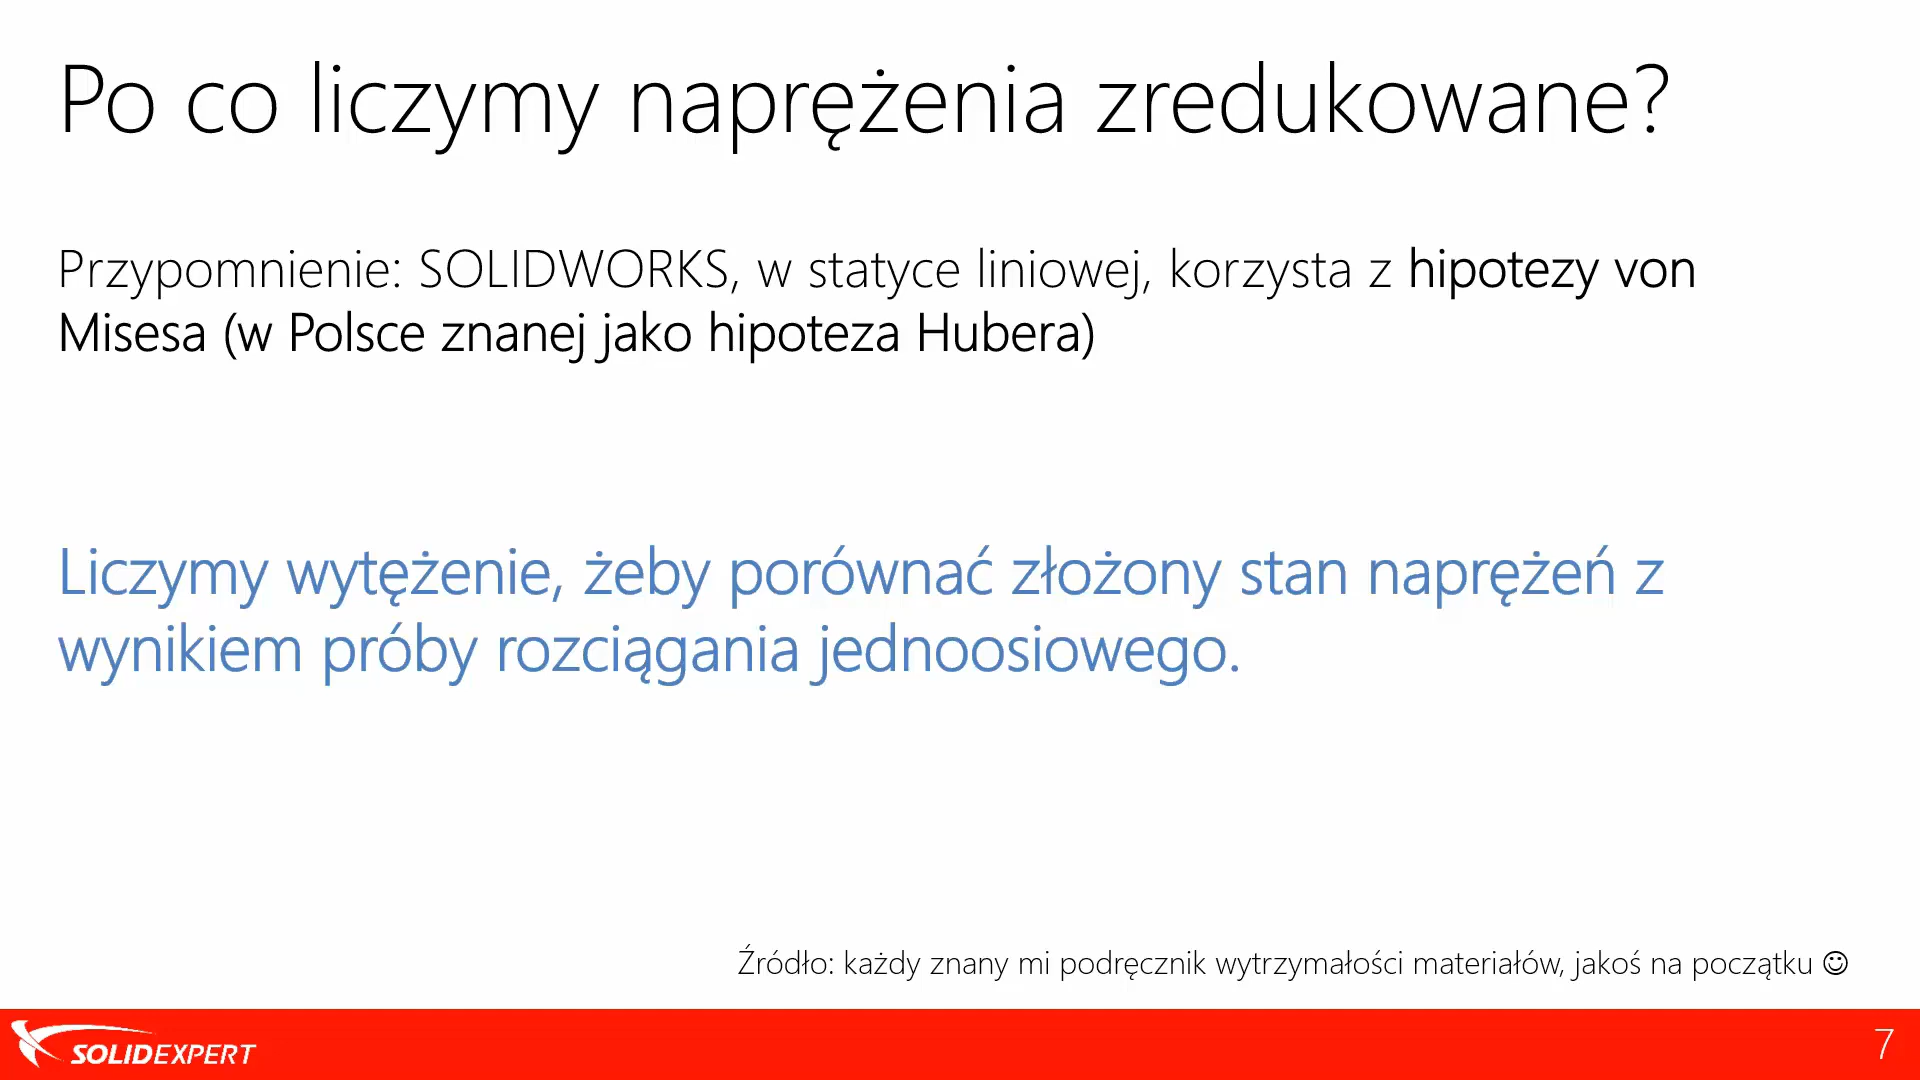 Po co liczymy naprężenia zredukowane?
Przypomnienie: SOLIDWORKS, w statyce liniowej, korzysta z hipotezy von
Misesa (w Polsce znanej jako hipoteza Hubera)
Liczymy wytężenie, żeby porównać złożony stan naprężeń z
wynikiem próby rozciągania jednoosiowego.
Źródło: każdy znany mi podręcznik wytrzymałości materiałów, jakoś na początku ☺
SOLIDEXPERT
7